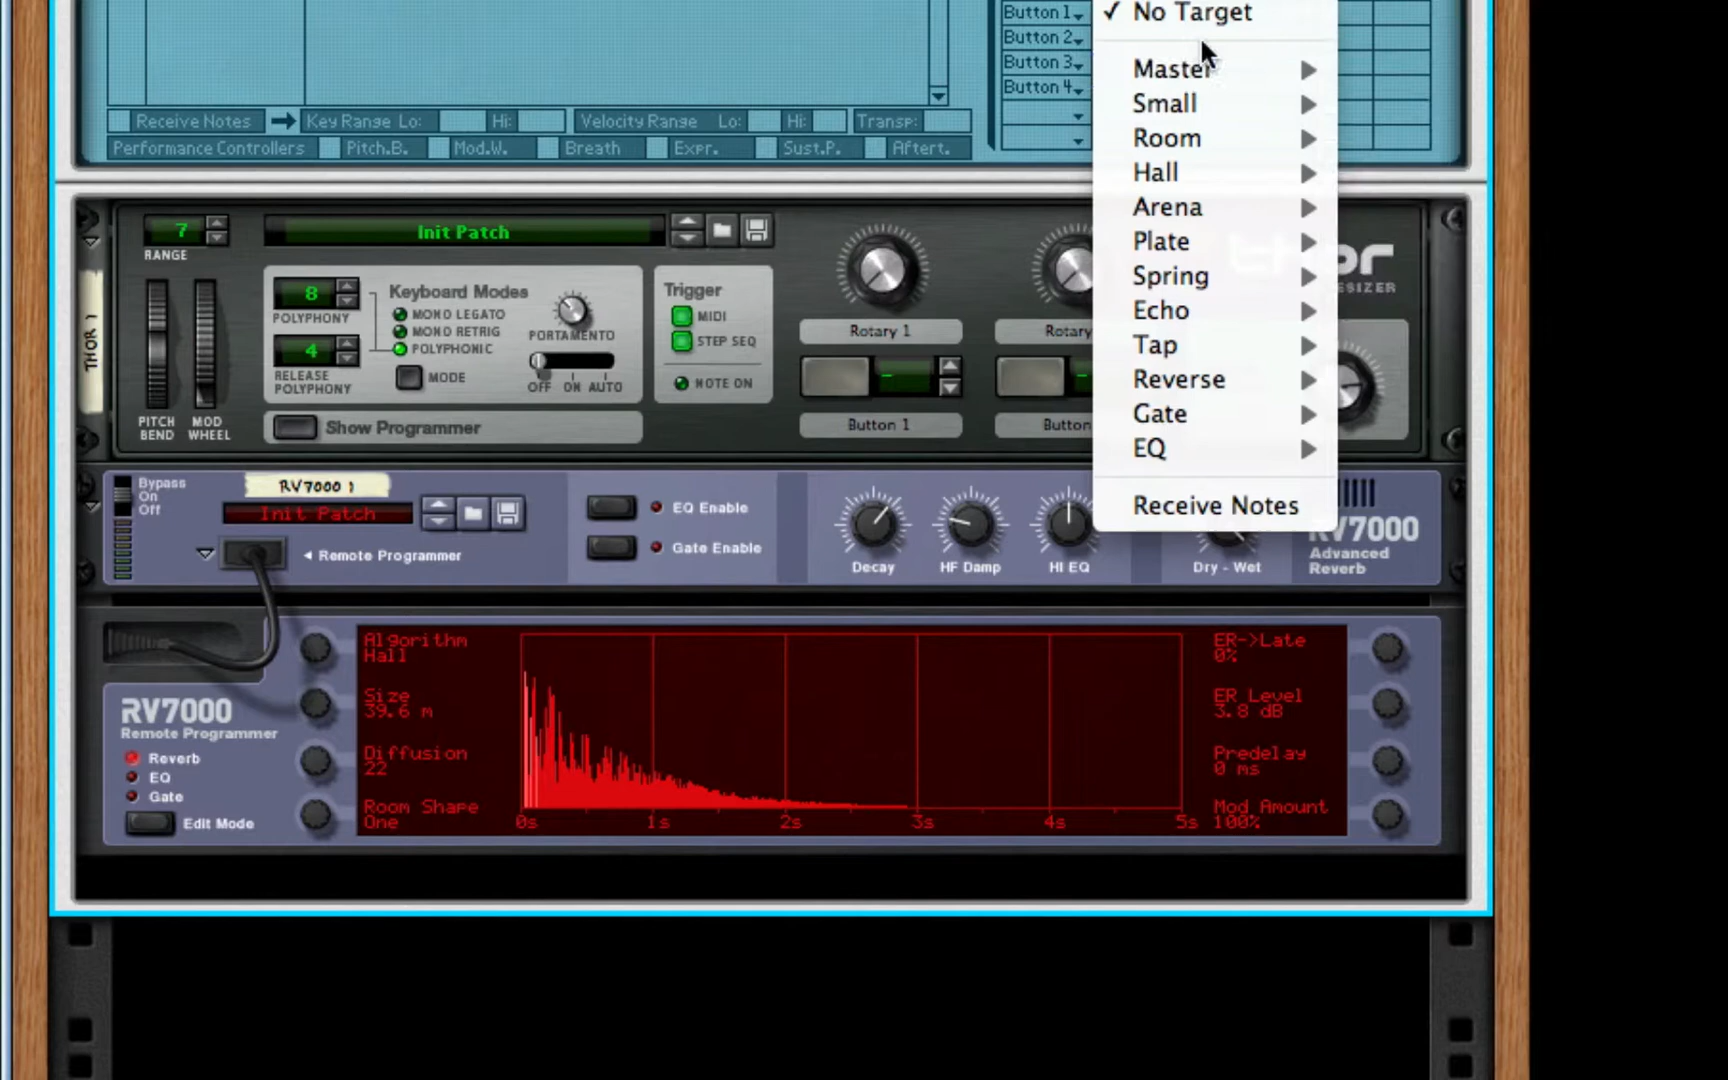 Button 1
Button 2
Button 3
Button 4
✓ No Target
Master
Small
Room
Hall
Arena
Plate
Spring
Echo
Tap
Reverse
Gate
EQ
Receive Notes
Receive Notes → Key Range Lo: Hi: Velocity Range Lo: Hi: Transp:
Performance Controllers Pitch.B. Mod.W. Breath Expr. Sust.P. Aftert.
7
RANGE
Init Patch
THOR 1
PITCH BEND
MOD WHEEL
8
POLYPHONY
4
RELEASE
POLYPHONY
Keyboard Modes
MONO LEGATO
MONO RETRIG
POLYPHONIC
MODE
PORTAMENTO
OFF ON AUTO
Trigger
MIDI
STEP SEQ
NOTE ON
Show Programmer
Rotary 1
Rotary
-
-
Button 1
Button
Bypass
On
Off
RV7000 1
Init Patch
Remote Programmer
EQ Enable
Gate Enable
Decay
HF Damp
HI EQ
Dry - Wet
RV7000
Advanced
Reverb
RV7000
Remote Programmer
Reverb
EQ
Gate
Edit Mode
Algorithm
Hall
Size
39.6 m
Diffusion
22
Room Shape
One
0s 1s 2s 3s 4s 5s
ER->Late
0%
ER Level
3.8 dB
Predelay
0 ms
Mod Amount
100%